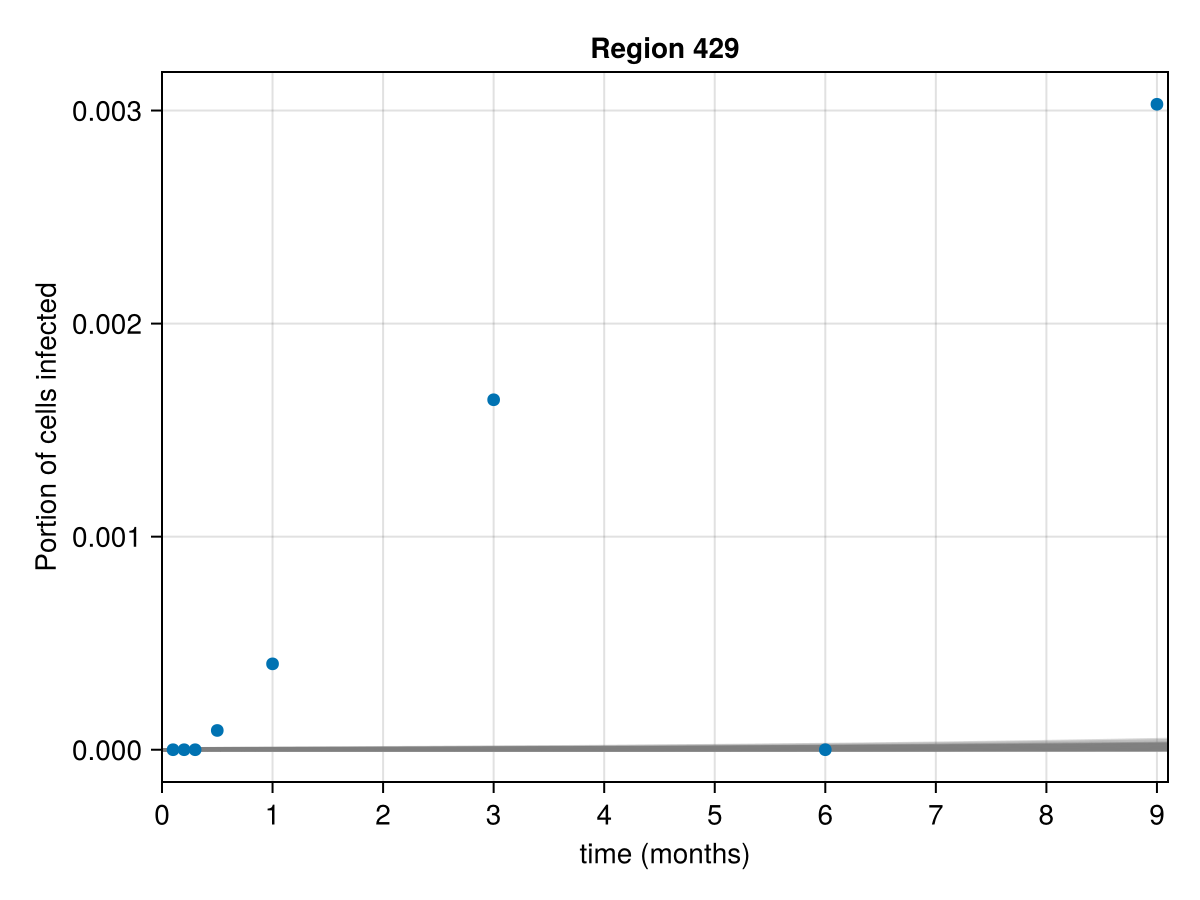 Region 429
Portion of cells infected
0.003
0.002
0.001
0.000
0 1 2 3 4 5 6 7 8 9
time (months)